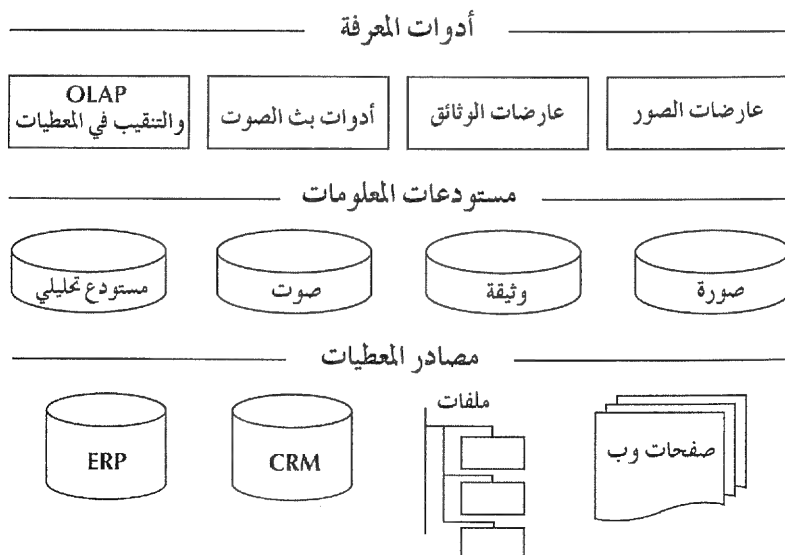 أدوات المعرفة
عارضات الصور
عارضات الوثائق
أدوات بث الصوت
OLAP
والتنقيب في المعطيات
مستودعات المعلومات
صورة
وثيقة
صوت
مستودع تحليلي
مصادر المعطيات
صفحات وب
ملفات
CRM
ERP